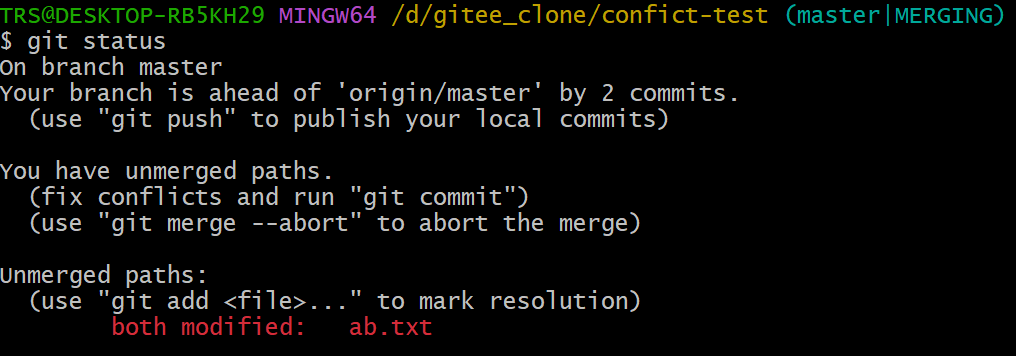 TRS@DESKTOP-RB5KH29 MINGW64 /d/gitee_clone/confict-test (master|MERGING)
$ git status
On branch master
Your branch is ahead of 'origin/master' by 2 commits.
  (use "git push" to publish your local commits)

You have unmerged paths.
  (fix conflicts and run "git commit")
  (use "git merge --abort" to abort the merge)

Unmerged paths:
  (use "git add <file>..." to mark resolution)
        both modified:   ab.txt